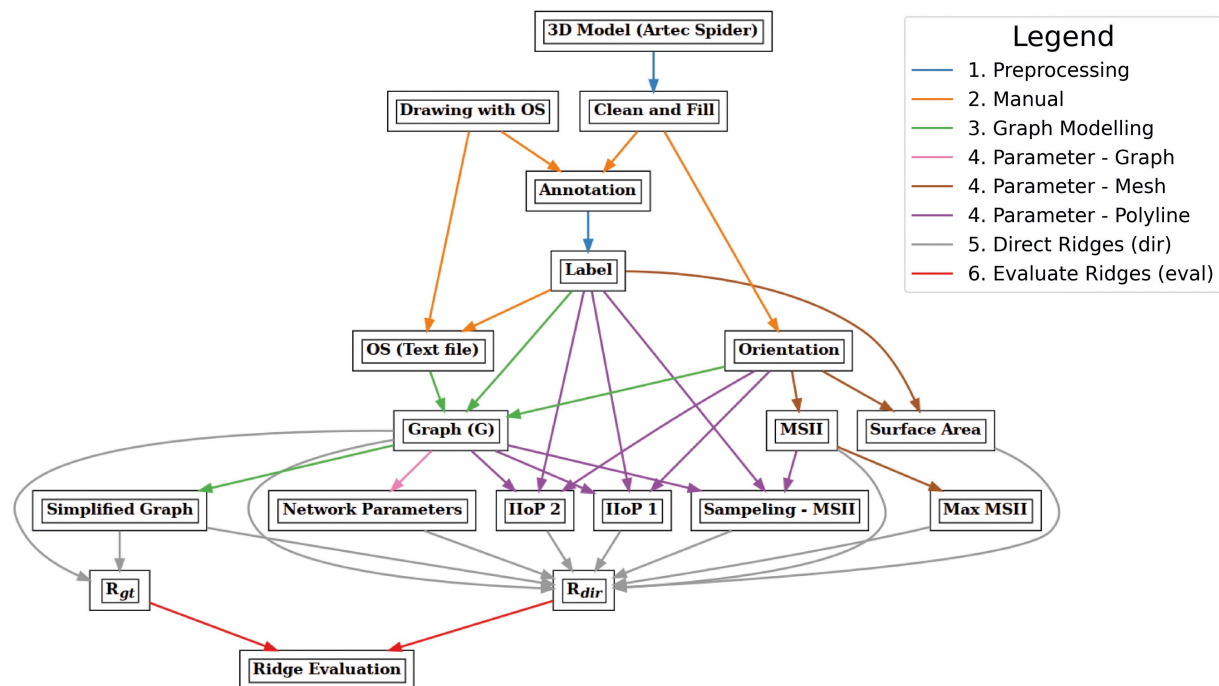 3D Model (Artec Spider)
Legend
1. Preprocessing
2. Manual
3. Graph Modelling
4. Parameter - Graph
4. Parameter - Mesh
4. Parameter - Polyline
5. Direct Ridges (dir)
6. Evaluate Ridges (eval)
Drawing with OS
Clean and Fill
Annotation
Label
OS (Text file)
Orientation
Graph (G)
MSII
Surface Area
Simplified Graph
Network Parameters
IIoP 2
IIoP 1
Sampeling - MSII
Max MSII
R_gt
R_dir
Ridge Evaluation